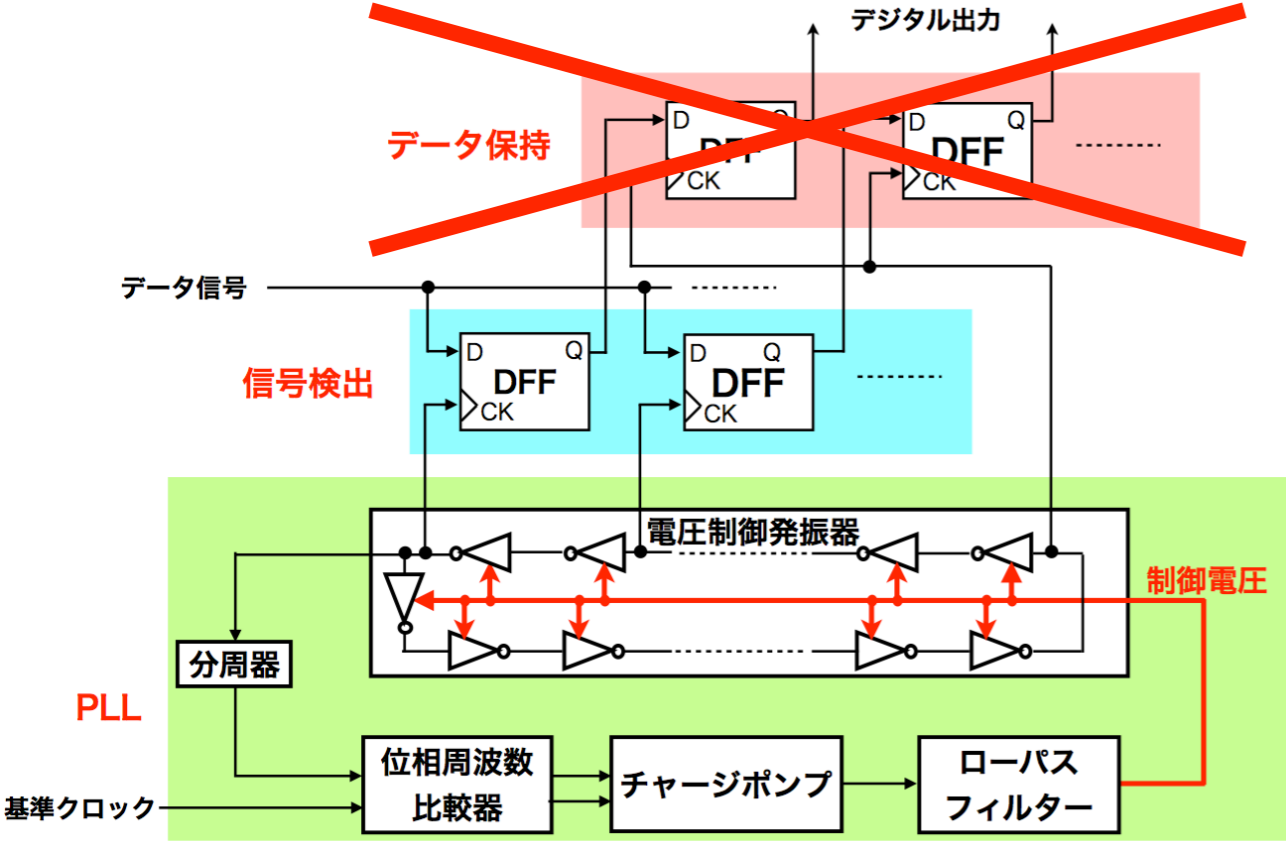 デジタル出力
データ保持
D
Q
DFF
CK
D
Q
DFF
CK
データ信号
信号検出
D
Q
DFF
CK
D
Q
DFF
CK
電圧制御発振器
制御電圧
分周器
PLL
位相周波数
比較器
チャージポンプ
ローパス
フィルター
基準クロック